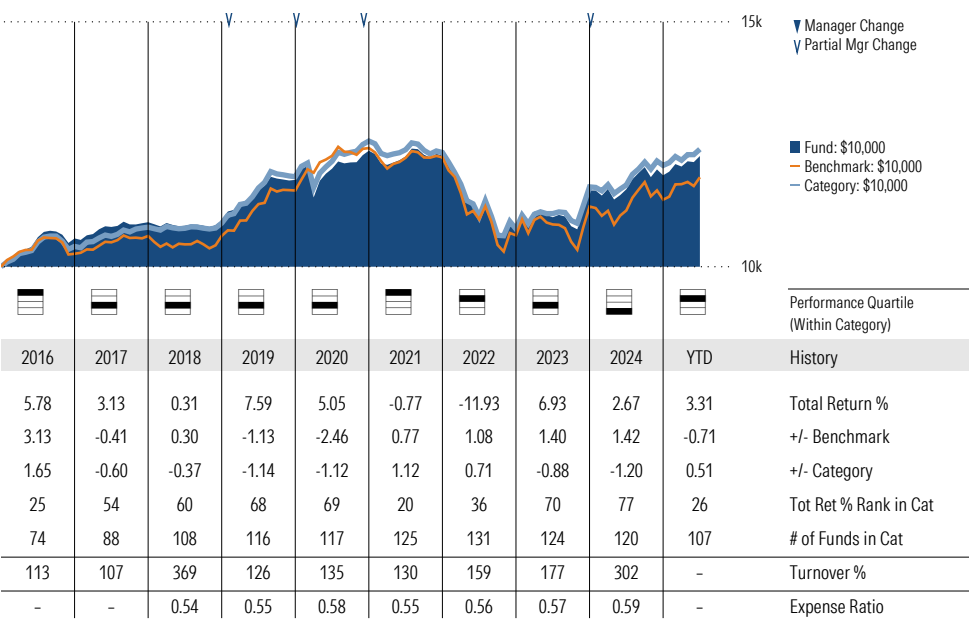 15k
Manager Change
Partial Mgr Change
Fund: $10,000
Benchmark: $10,000
Category: $10,000
10k
Performance Quartile
(Within Category)
2016 2017 2018 2019 2020 2021 2022 2023 2024 YTD History
5.78 3.13 0.31 7.59 5.05 -0.77 -11.93 6.93 2.67 3.31 Total Return %
3.13 -0.41 0.30 -1.13 -2.46 0.77 1.08 1.40 1.42 -0.71 +/- Benchmark
1.65 -0.60 -0.37 -1.14 -1.12 1.12 0.71 -0.88 -1.20 0.51 +/- Category
25 54 60 68 69 20 36 70 77 26 Tot Ret % Rank in Cat
74 88 108 116 117 125 131 124 120 107 # of Funds in Cat
113 107 369 126 135 130 159 177 302 – Turnover %
– – 0.54 0.55 0.58 0.55 0.56 0.57 0.59 – Expense Ratio